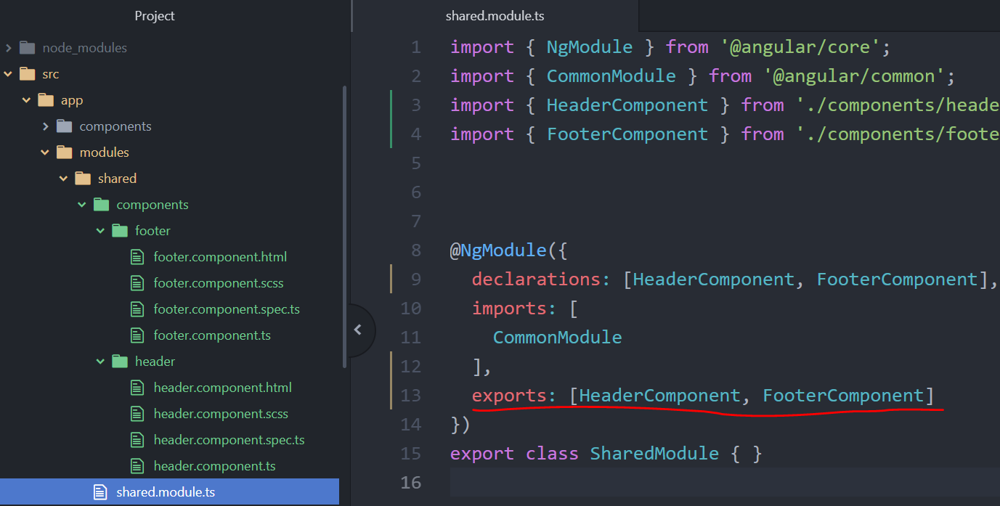 Project
node_modules
src
app
components
modules
shared
components
footer
footer.component.html
footer.component.scss
footer.component.spec.ts
footer.component.ts
header
header.component.html
header.component.scss
header.component.spec.ts
header.component.ts
shared.module.ts
shared.module.ts
1 import { NgModule } from '@angular/core';
2 import { CommonModule } from '@angular/common';
3 import { HeaderComponent } from './components/heade
4 import { FooterComponent } from './components/foote
5
6
7
8 @NgModule({
9 declarations: [HeaderComponent, FooterComponent],
10 imports: [
11 CommonModule
12 ],
13 exports: [HeaderComponent, FooterComponent]
14 })
15 export class SharedModule { }
16